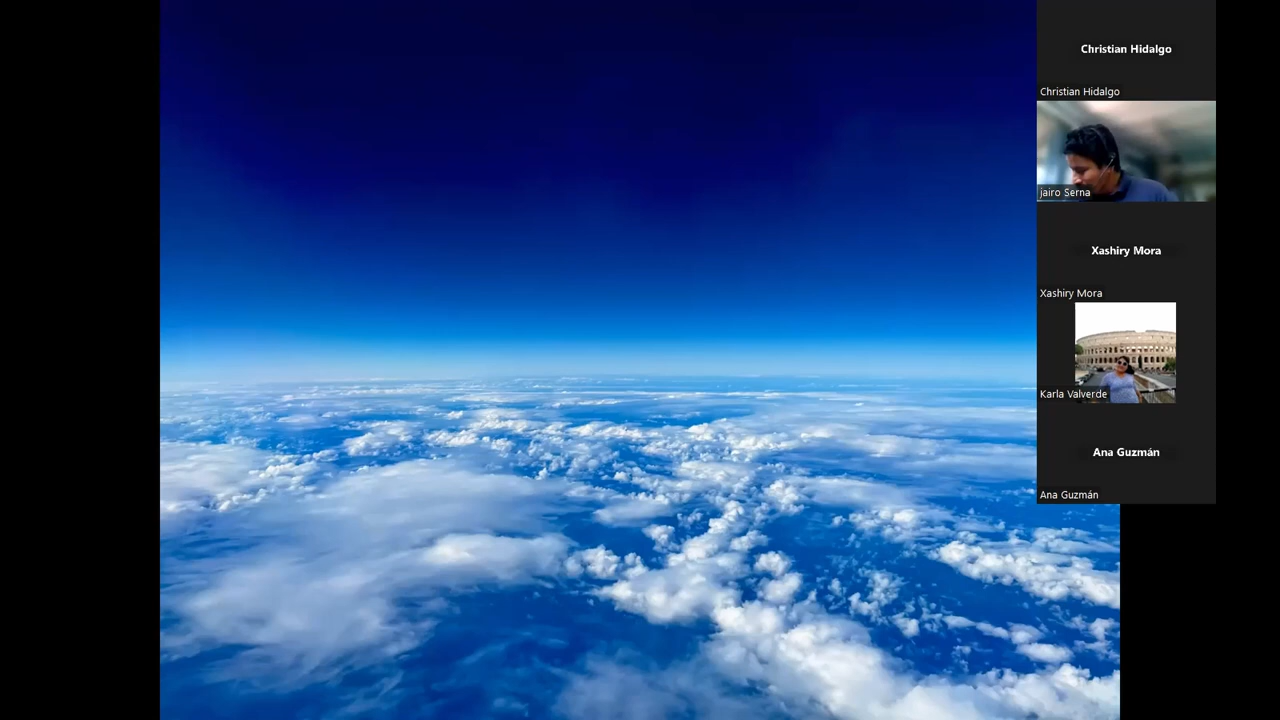 Christian Hidalgo
Christian Hidalgo
jairo Serna
Xashiry Mora
Xashiry Mora
Karla Valverde
Ana Guzmán
Ana Guzmán